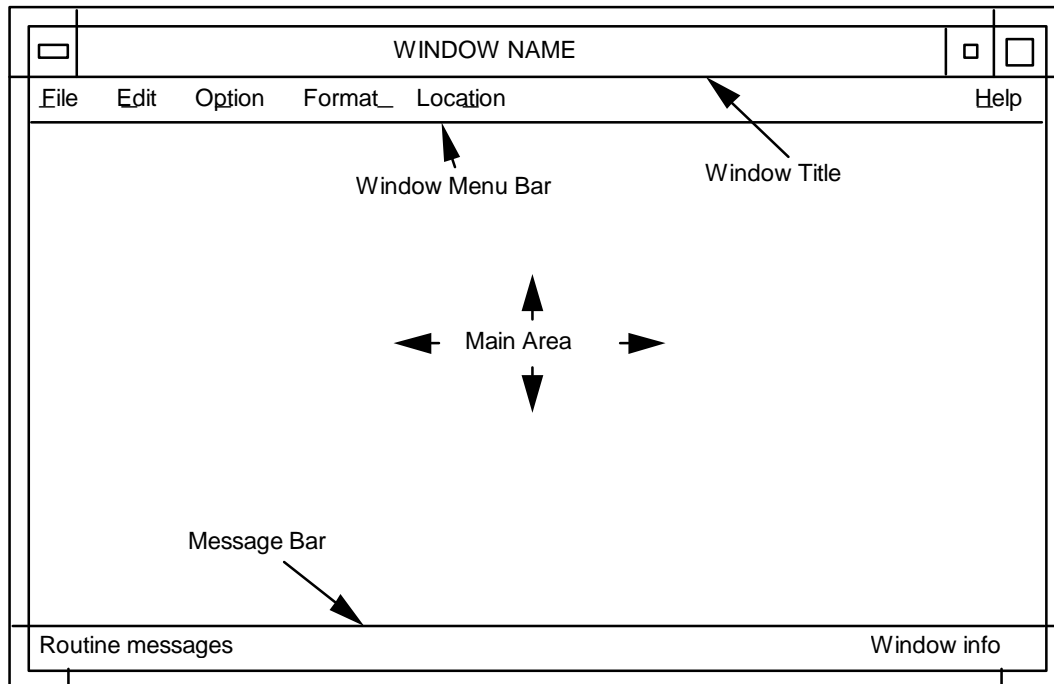 WINDOW NAME
File Edit Option Format Location Help
Window Menu Bar
Window Title
Main Area
Message Bar
Routine messages Window info